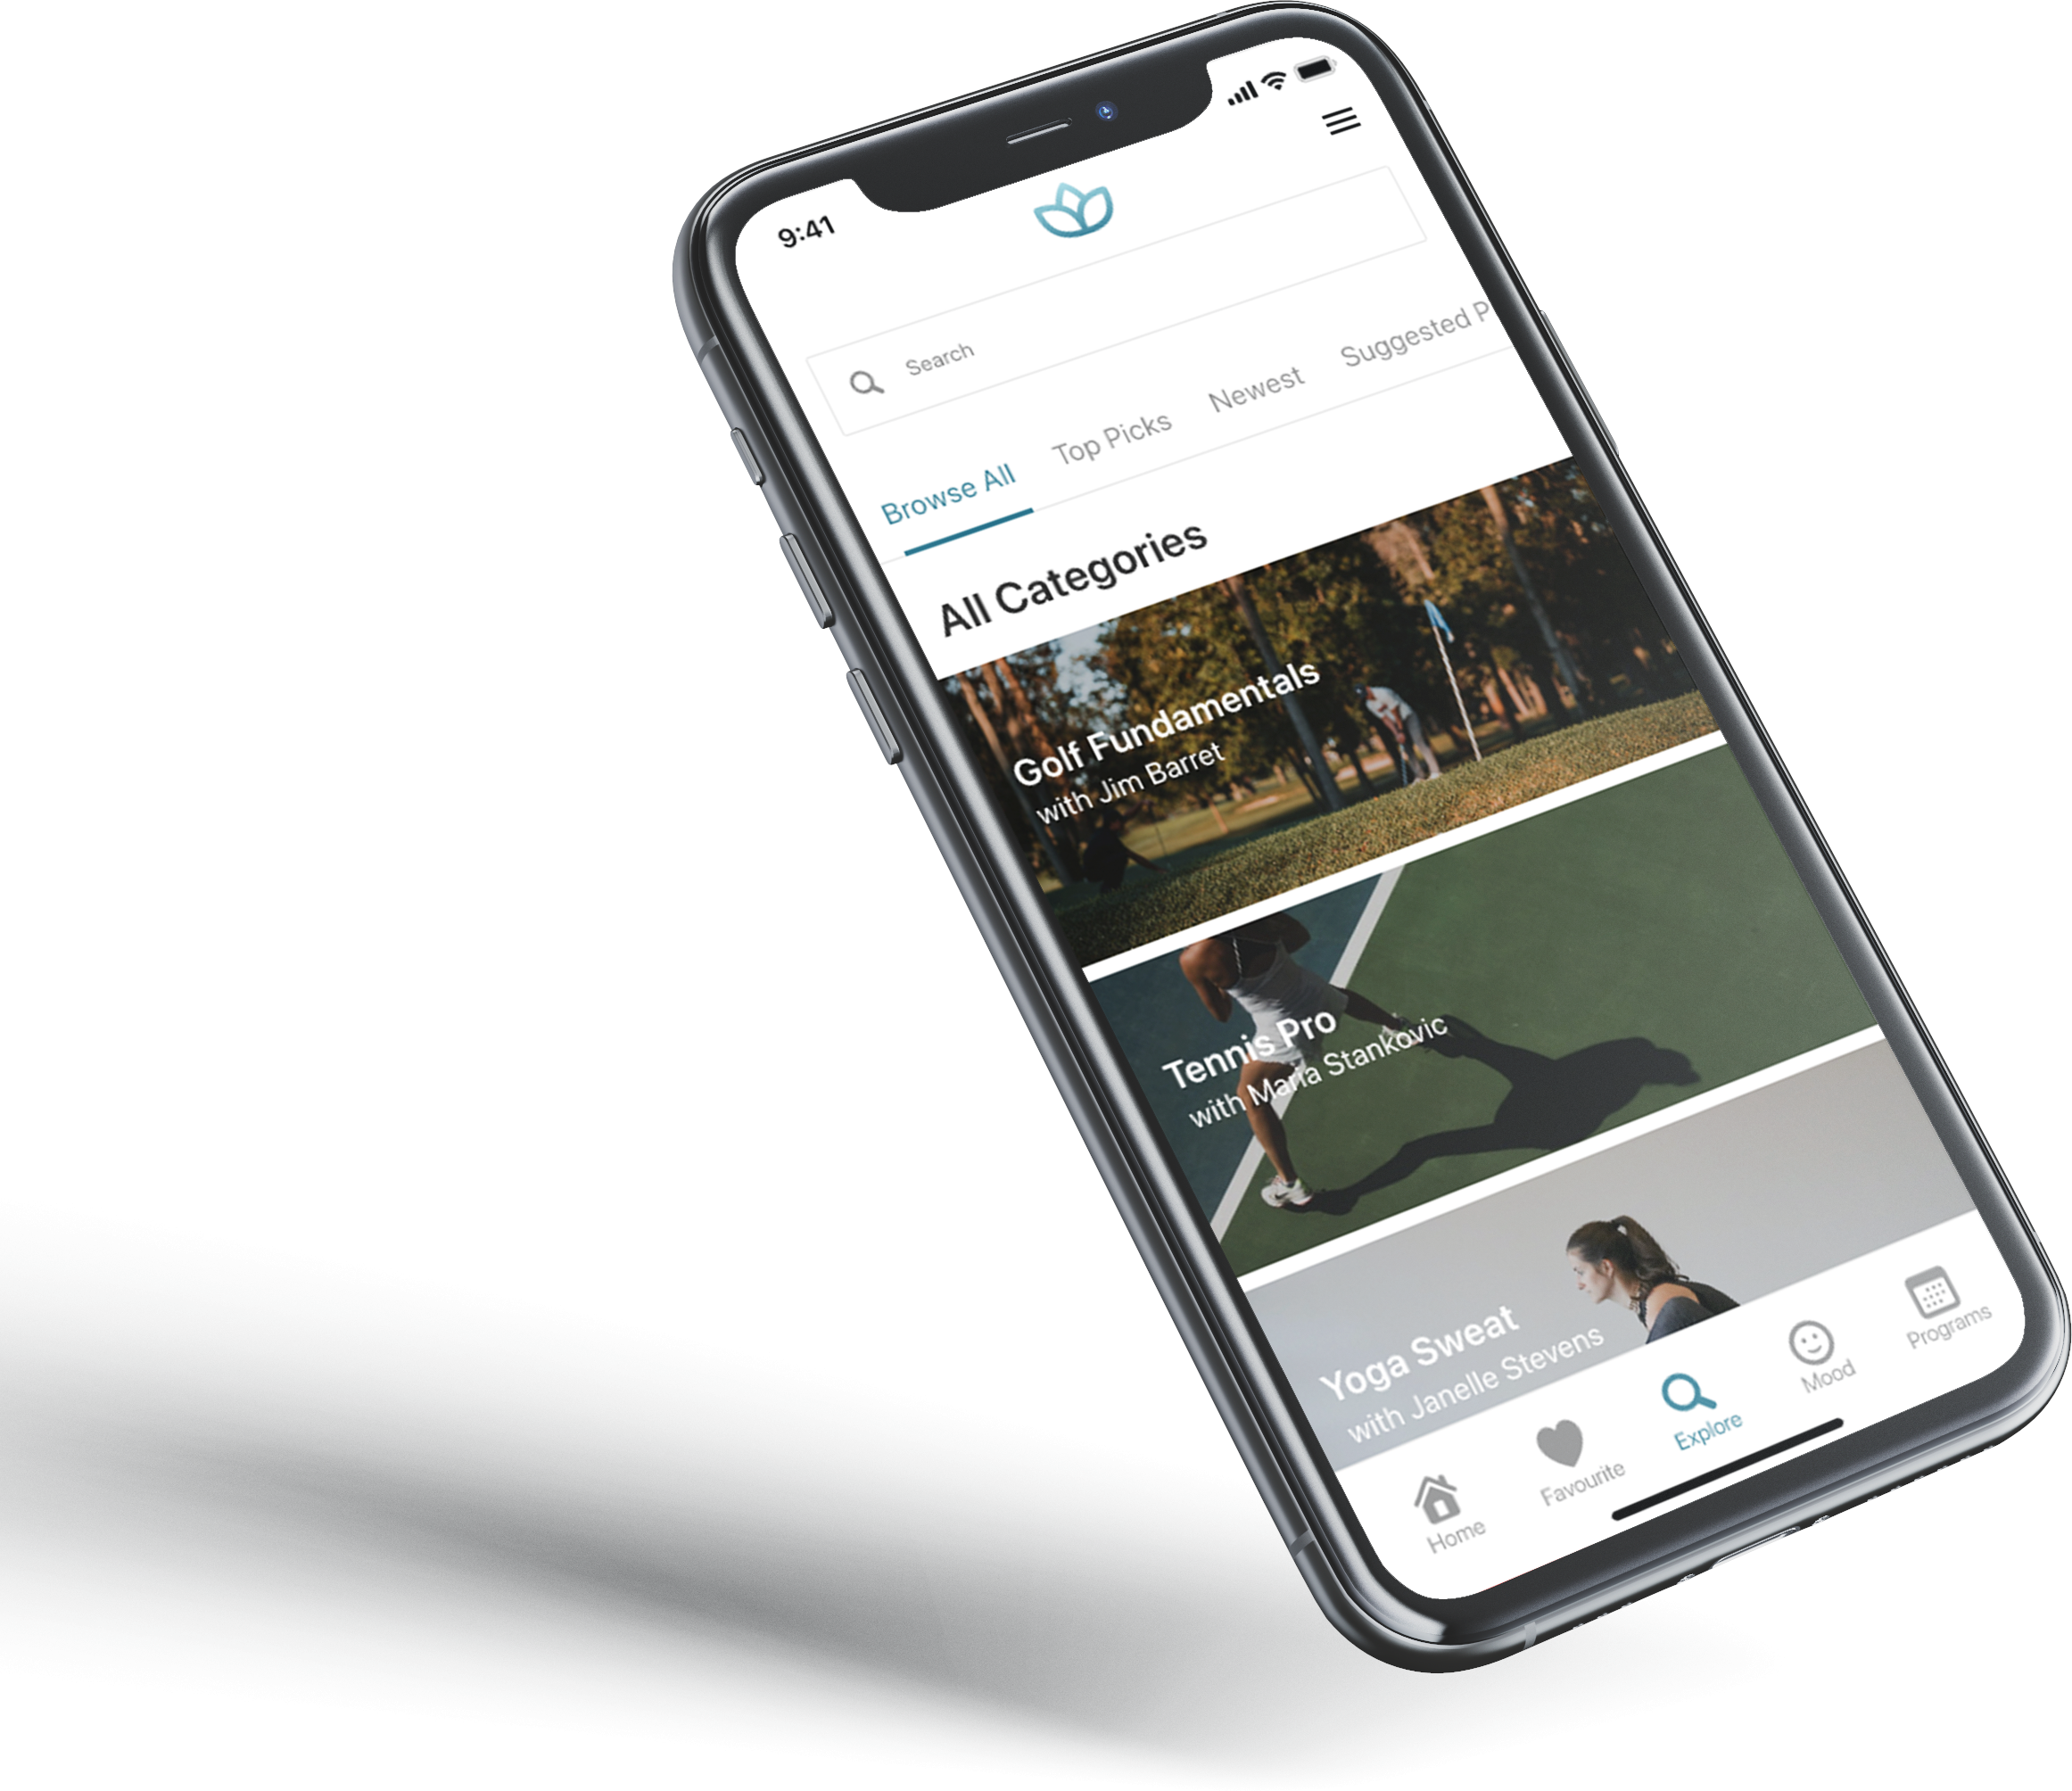 9:41
Search
Browse All Top Picks Newest Suggested P
All Categories
Golf Fundamentals
with Jim Barret
Tennis Pro
with Maria Stankovic
Yoga Sweat
with Janelle Stevens
Home Favourite Explore Mood Programs